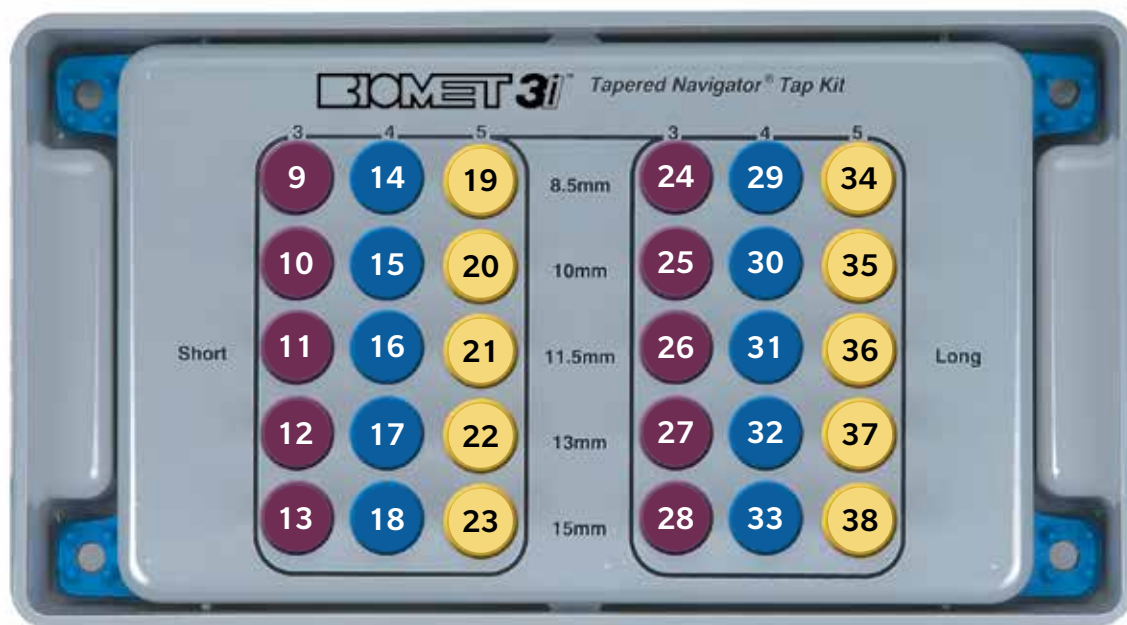 BIOMET 3i™ Tapered Navigator® Tap Kit
3 4 5 3 4 5
9 14 19 8.5mm 24 29 34
10 15 20 10mm 25 30 35
Short 11 16 21 11.5mm 26 31 36 Long
12 17 22 13mm 27 32 37
13 18 23 15mm 28 33 38